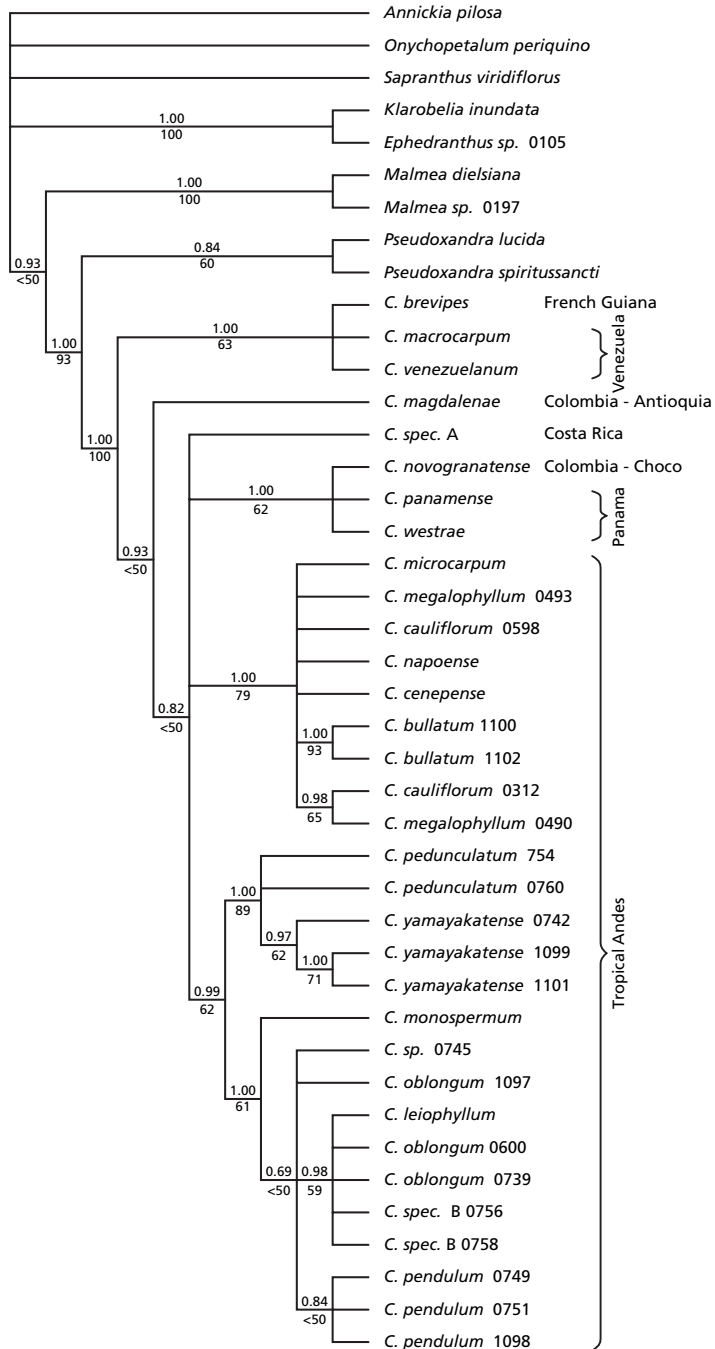 Annickia pilosa
Onychopetalum periquino
Sapranthus viridiflorus
Klarobelia inundata
1.00
100
Ephedranthus sp. 0105
Malmea dielsiana
1.00
100
Malmea sp. 0197
Pseudoxandra lucida
0.84
60
0.93
<50
Pseudoxandra spiritussancti
C. brevipes French Guiana
1.00
63
C. macrocarpum
Venezuela
1.00
93
C. venezuelanum
C. magdalenae Colombia - Antioquia
C. spec. A Costa Rica
1.00
100
C. novogranatense Colombia - Choco
1.00
62
C. panamense
Panama
C. westrae
0.93
<50
C. microcarpum
C. megalophyllum 0493
C. cauliflorum 0598
C. napoense
1.00
79
C. cenepense
0.82
<50
C. bullatum 1100
1.00
93
C. bullatum 1102
C. cauliflorum 0312
0.98
65
C. megalophyllum 0490
C. pedunculatum 754
1.00
89
C. pedunculatum 0760
C. yamayakatense 0742
0.97
62
C. yamayakatense 1099
1.00
71
C. yamayakatense 1101
Tropical Andes
0.99
62
C. monospermum
C. sp. 0745
C. oblongum 1097
1.00
61
C. leiophyllum
C. oblongum 0600
0.69
<50
0.98
59
C. oblongum 0739
C. spec. B 0756
C. spec. B 0758
C. pendulum 0749
0.84
<50
C. pendulum 0751
C. pendulum 1098